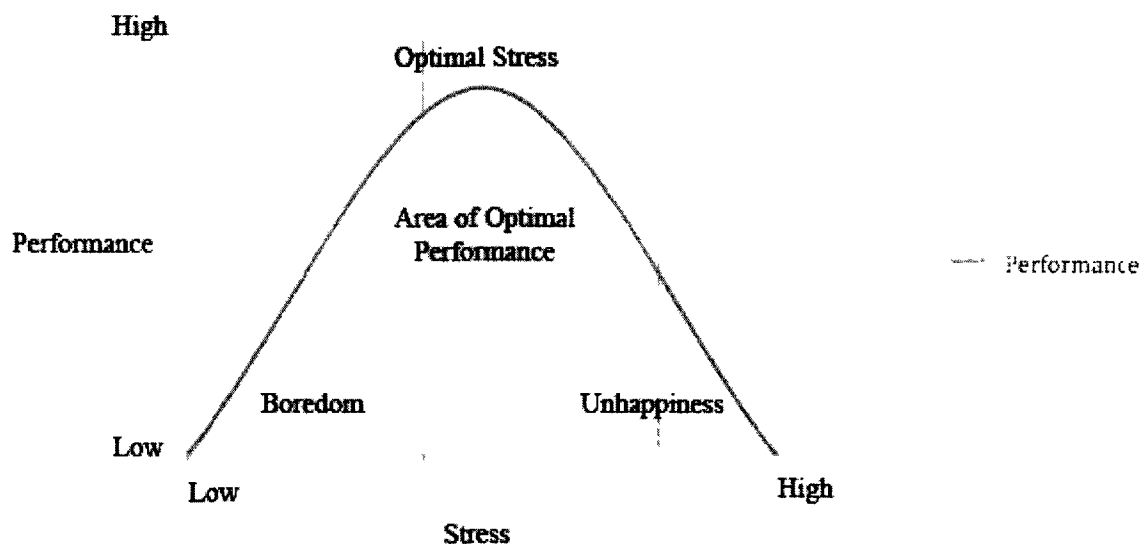 High
Optimal Stress
Area of Optimal
Performance
Performance
Performance
Boredom
Unhappiness
Low
Low
High
Stress